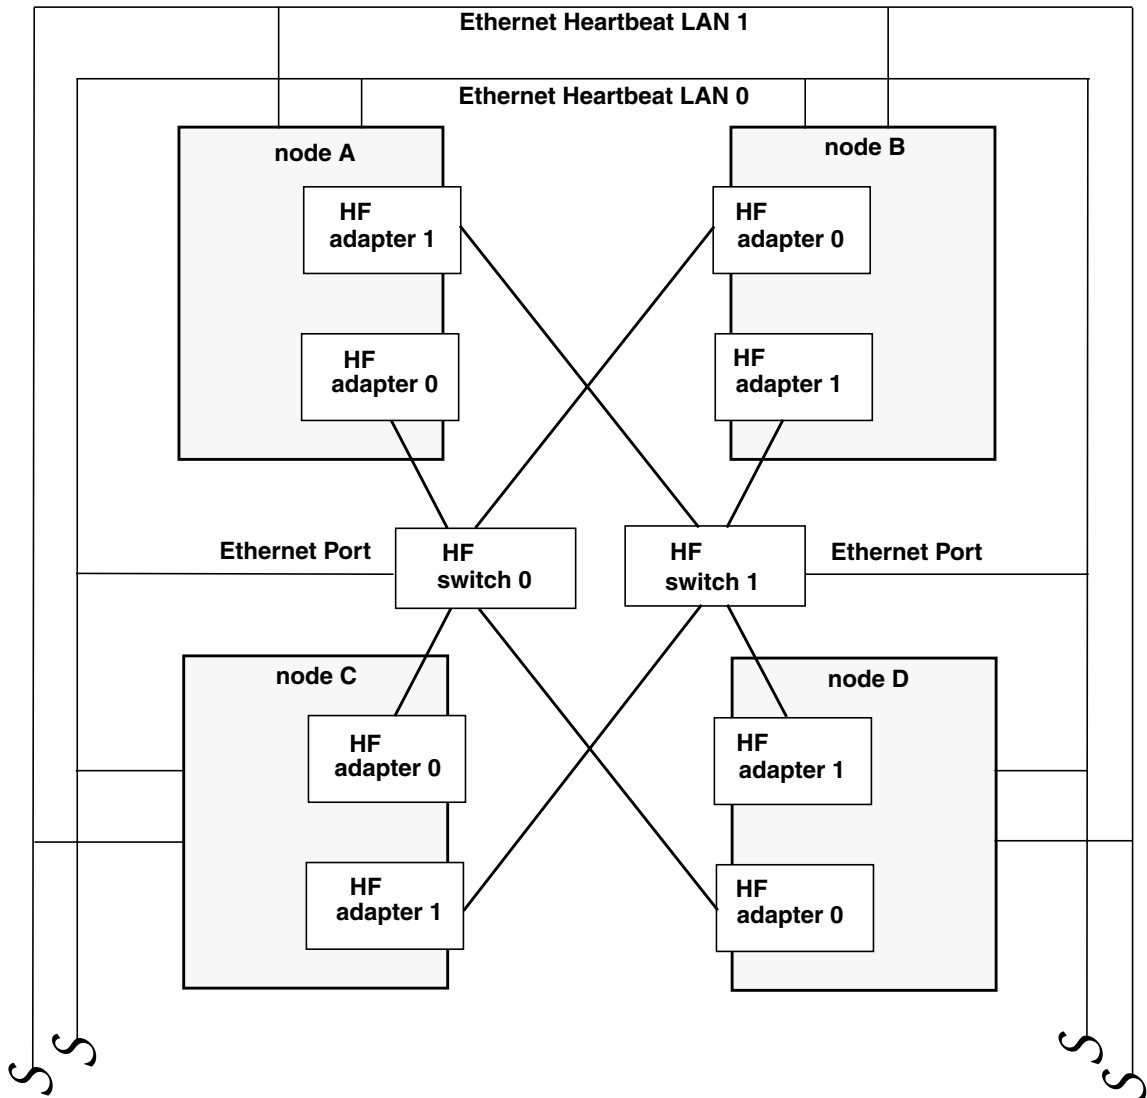 Ethernet Heartbeat LAN 1
Ethernet Heartbeat LAN 0
node A
HF
adapter 1
HF
adapter 0
node B
HF
adapter 0
HF
adapter 1
Ethernet Port
HF
switch 0
HF
switch 1
Ethernet Port
node C
HF
adapter 0
HF
adapter 1
node D
HF
adapter 1
HF
adapter 0